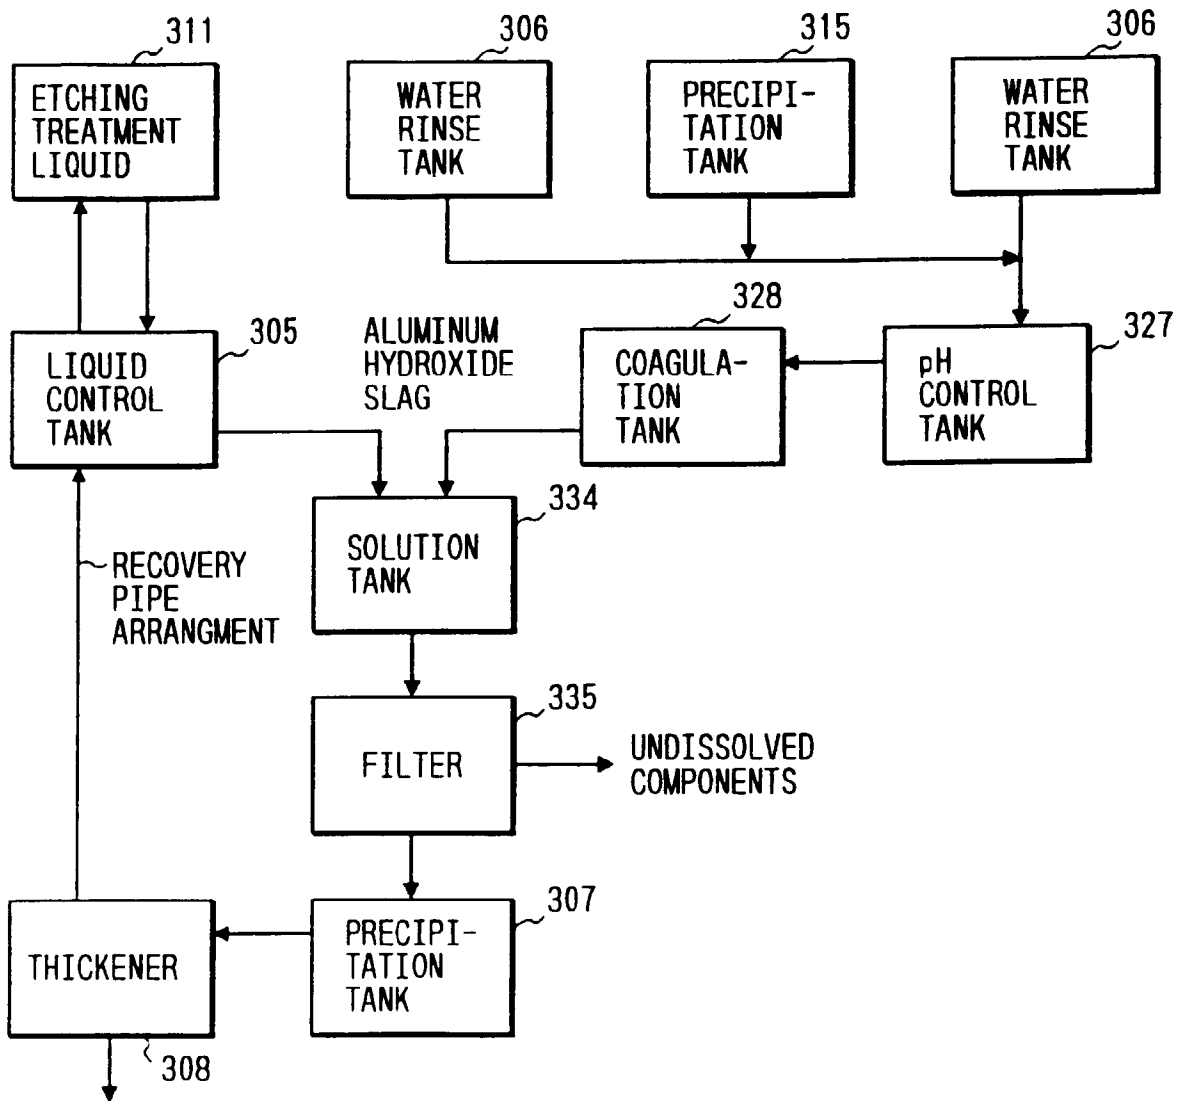 311
ETCHING
TREATMENT
LIQUID
306
WATER
RINSE
TANK
315
PRECIPI-
TATION
TANK
306
WATER
RINSE
TANK
305
LIQUID
CONTROL
TANK
ALUMINUM
HYDROXIDE
SLAG
328
COAGULA-
TION
TANK
327
pH
CONTROL
TANK
334
SOLUTION
TANK
RECOVERY
PIPE
ARRANGMENT
335
FILTER
UNDISSOLVED
COMPONENTS
307
PRECIPI-
TATION
TANK
THICKENER
308